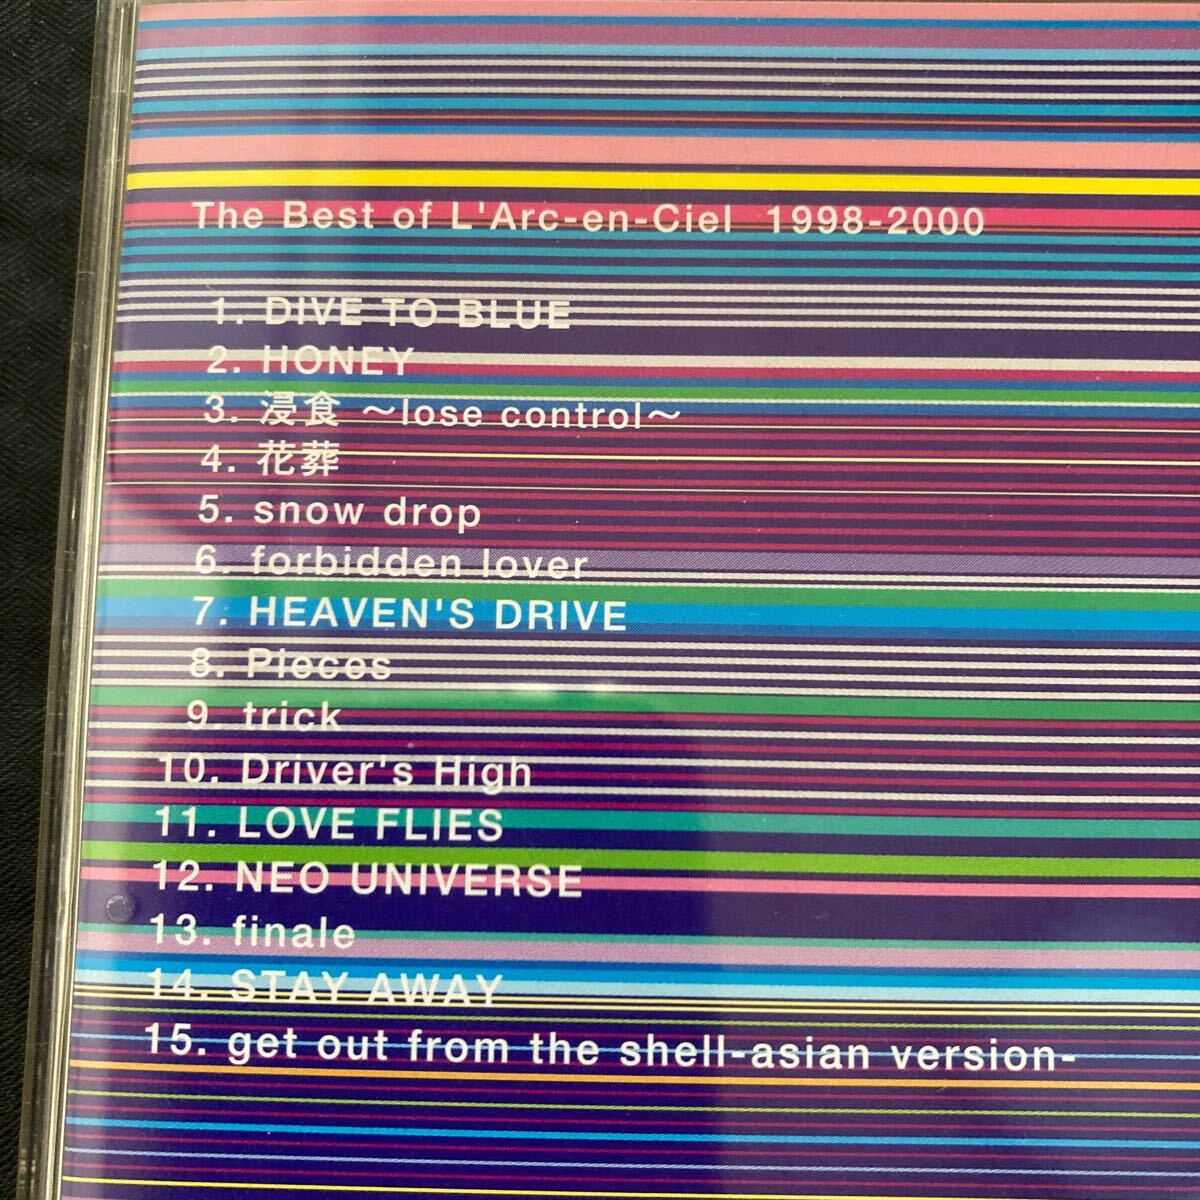 The Best of L'Arc-en-Ciel 1998-2000
1. DIVE TO BLUE
2. HONEY
3. 浸食 〜lose control〜
4. 花葬
5. snow drop
6. forbidden lover
7. HEAVEN'S DRIVE
8. Pieces
9. trick
10. Driver's High
11. LOVE FLIES
12. NEO UNIVERSE
13. finale
14. STAY AWAY
15. get out from the shell-asian version-